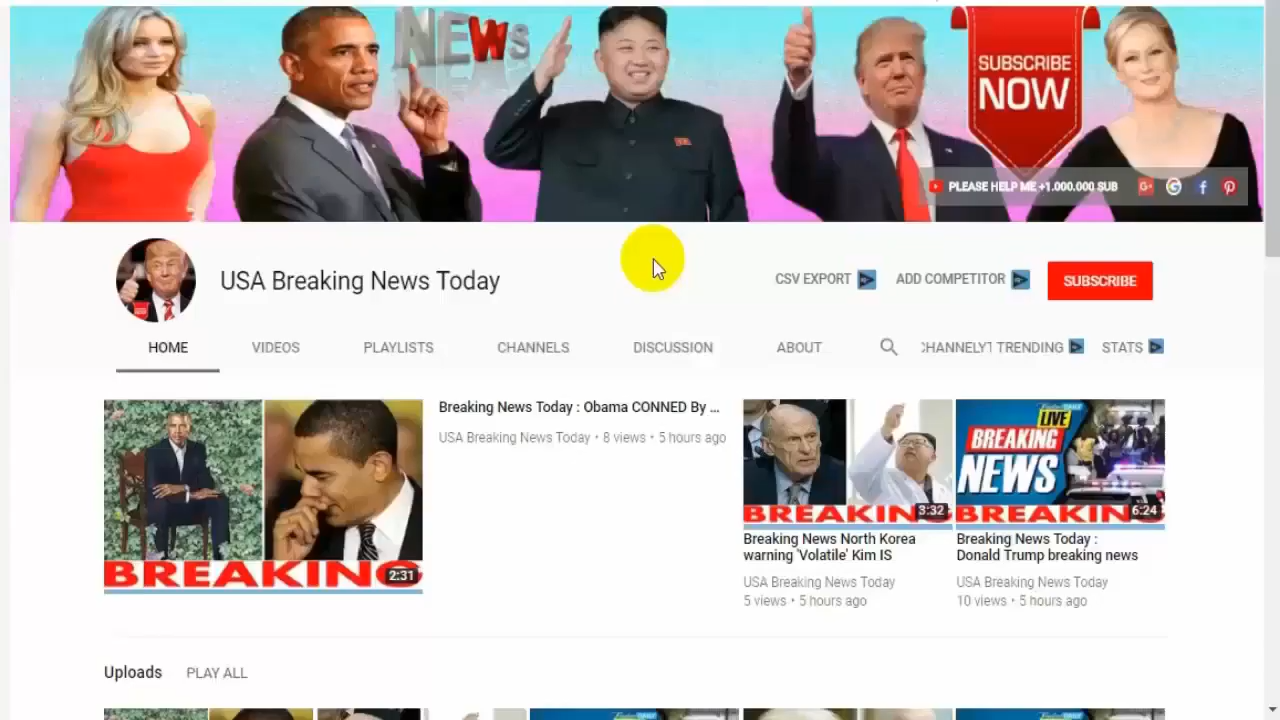 NEWS
SUBSCRIBE
NOW
PLEASE HELP ME +1.000.000 SUB
USA Breaking News Today
CSV EXPORT
ADD COMPETITOR
SUBSCRIBE
HOME
VIDEOS
PLAYLISTS
CHANNELS
DISCUSSION
ABOUT
TRENDING
STATS
BREAKING
2:31
Breaking News Today : Obama CONNED By ...
USA Breaking News Today • 8 views • 5 hours ago
BREAKIN
3:32
Breaking News North Korea
warning 'Volatile' Kim IS
USA Breaking News Today
5 views • 5 hours ago
LIVE
BREAKING
NEWS
BREAKIN
6:24
Breaking News Today :
Donald Trump breaking news
USA Breaking News Today
10 views • 5 hours ago
Uploads
PLAY ALL